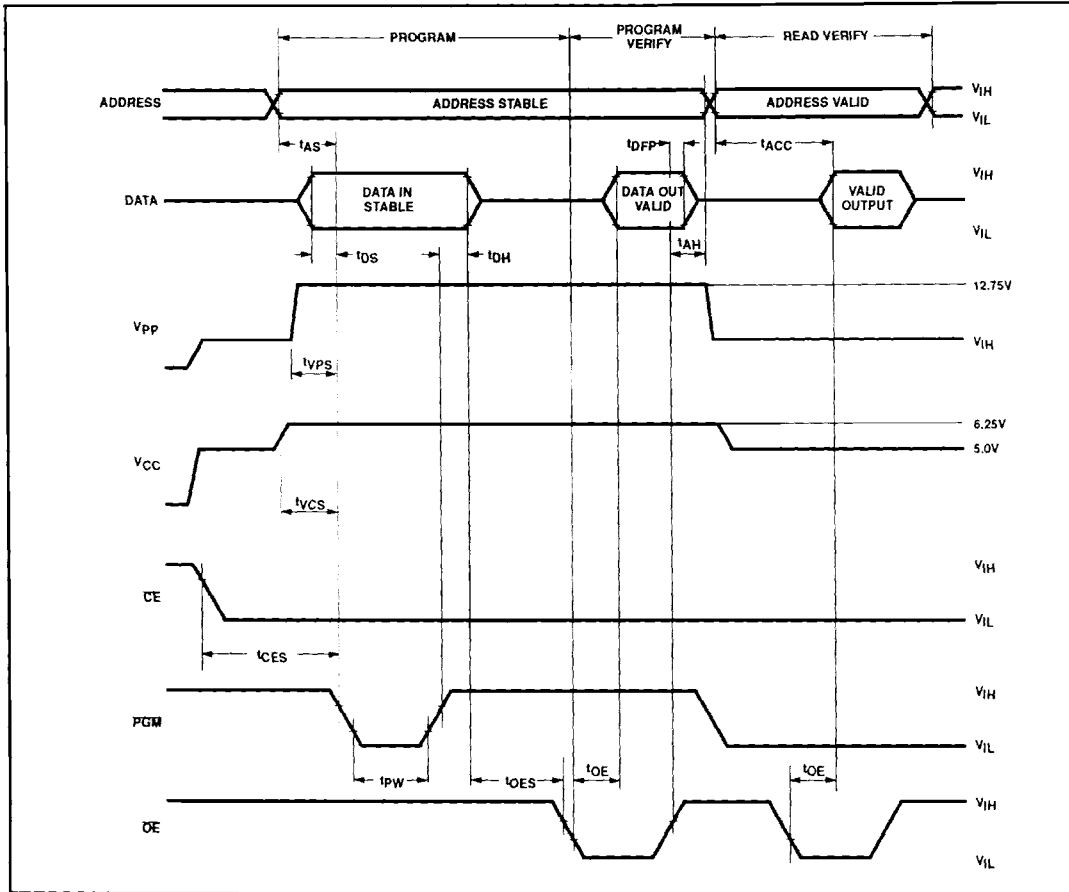 PROGRAM
PROGRAM
VERIFY
READ VERIFY
ADDRESS
ADDRESS STABLE
ADDRESS VALID
VIH
VIL
tAS
tDFP
tACC
DATA
DATA IN
STABLE
DATA OUT
VALID
VALID
OUTPUT
VIH
VIL
tDS
tDH
tAH
VPP
12.75V
VIH
tVPS
VCC
6.25V
5.0V
tVCS
CE
VIH
VIL
tCES
PGM
VIH
VIL
tPW
tOES
tOE
tOE
OE
VIH
VIL